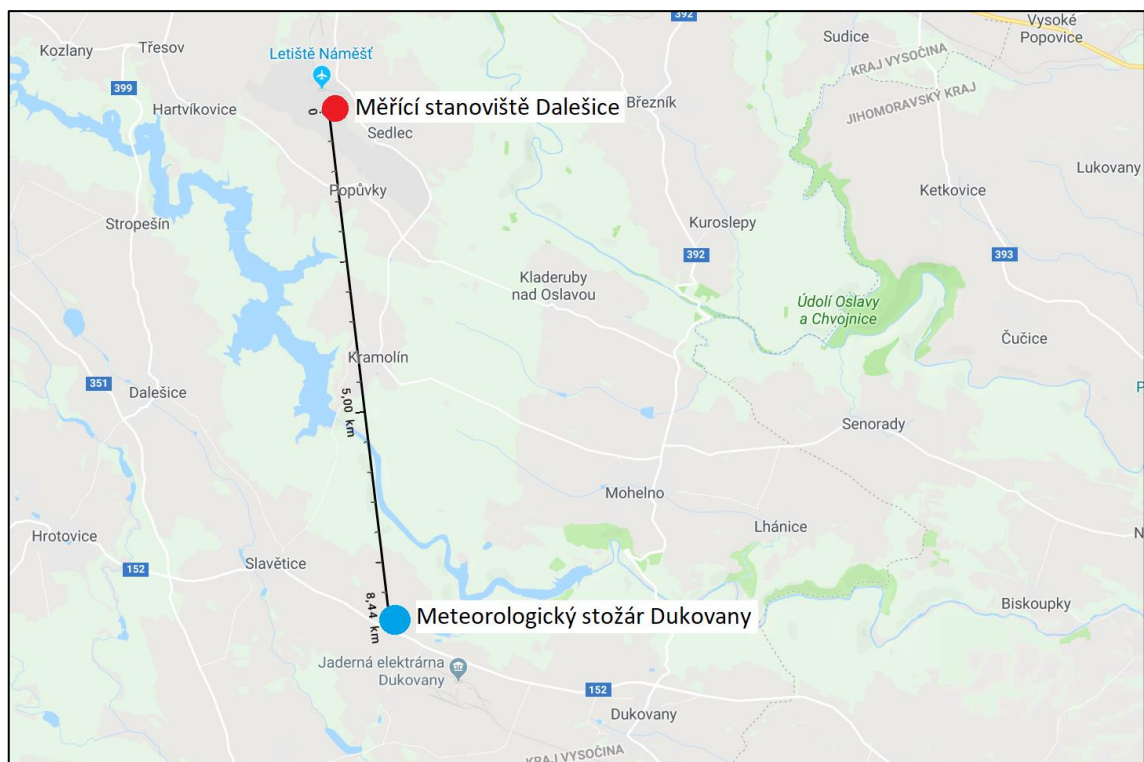 392
Vysoké
Popovice
Kozlany
Třesov
Sudice
Letiště Náměšť
KRAJ VYSOČINA
399
JIHOMORAVSKÝ KRAJ
Hartvíkovice
0
Měřící stanoviště Dalešice
Březník
Sedlec
Lukovany
Popůvky
Ketkovice
Stropešín
Kuroslepy
392
393
Kladeruby
nad Oslavou
Údolí Oslavy
a Chvojnice
Čučice
Kramolín
351
P
Dalešice
5,00 km
Senorady
Mohelno
Lhánice
Hrotovice
N
Slavětice
152
8,44 km
Meteorologický stožár Dukovany
Biskoupky
Jaderná elektrárna
Dukovany
152
Dukovany
KRAJ VYSOČINA